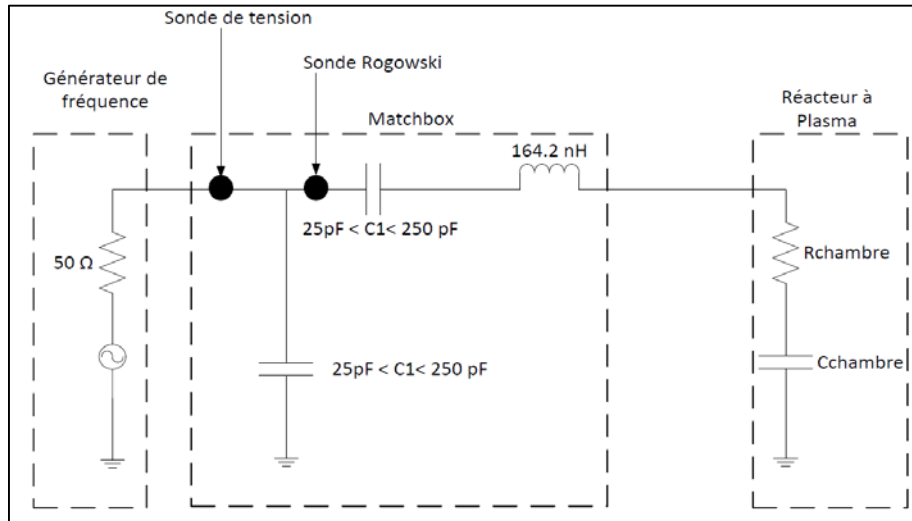 Sonde de tension
Sonde Rogowski
Générateur de
fréquence
Matchbox
Réacteur à
Plasma
164.2 nH
25pF < C1< 250 pF
50 Ω
Rchambre
25pF < C1< 250 pF
Cchambre